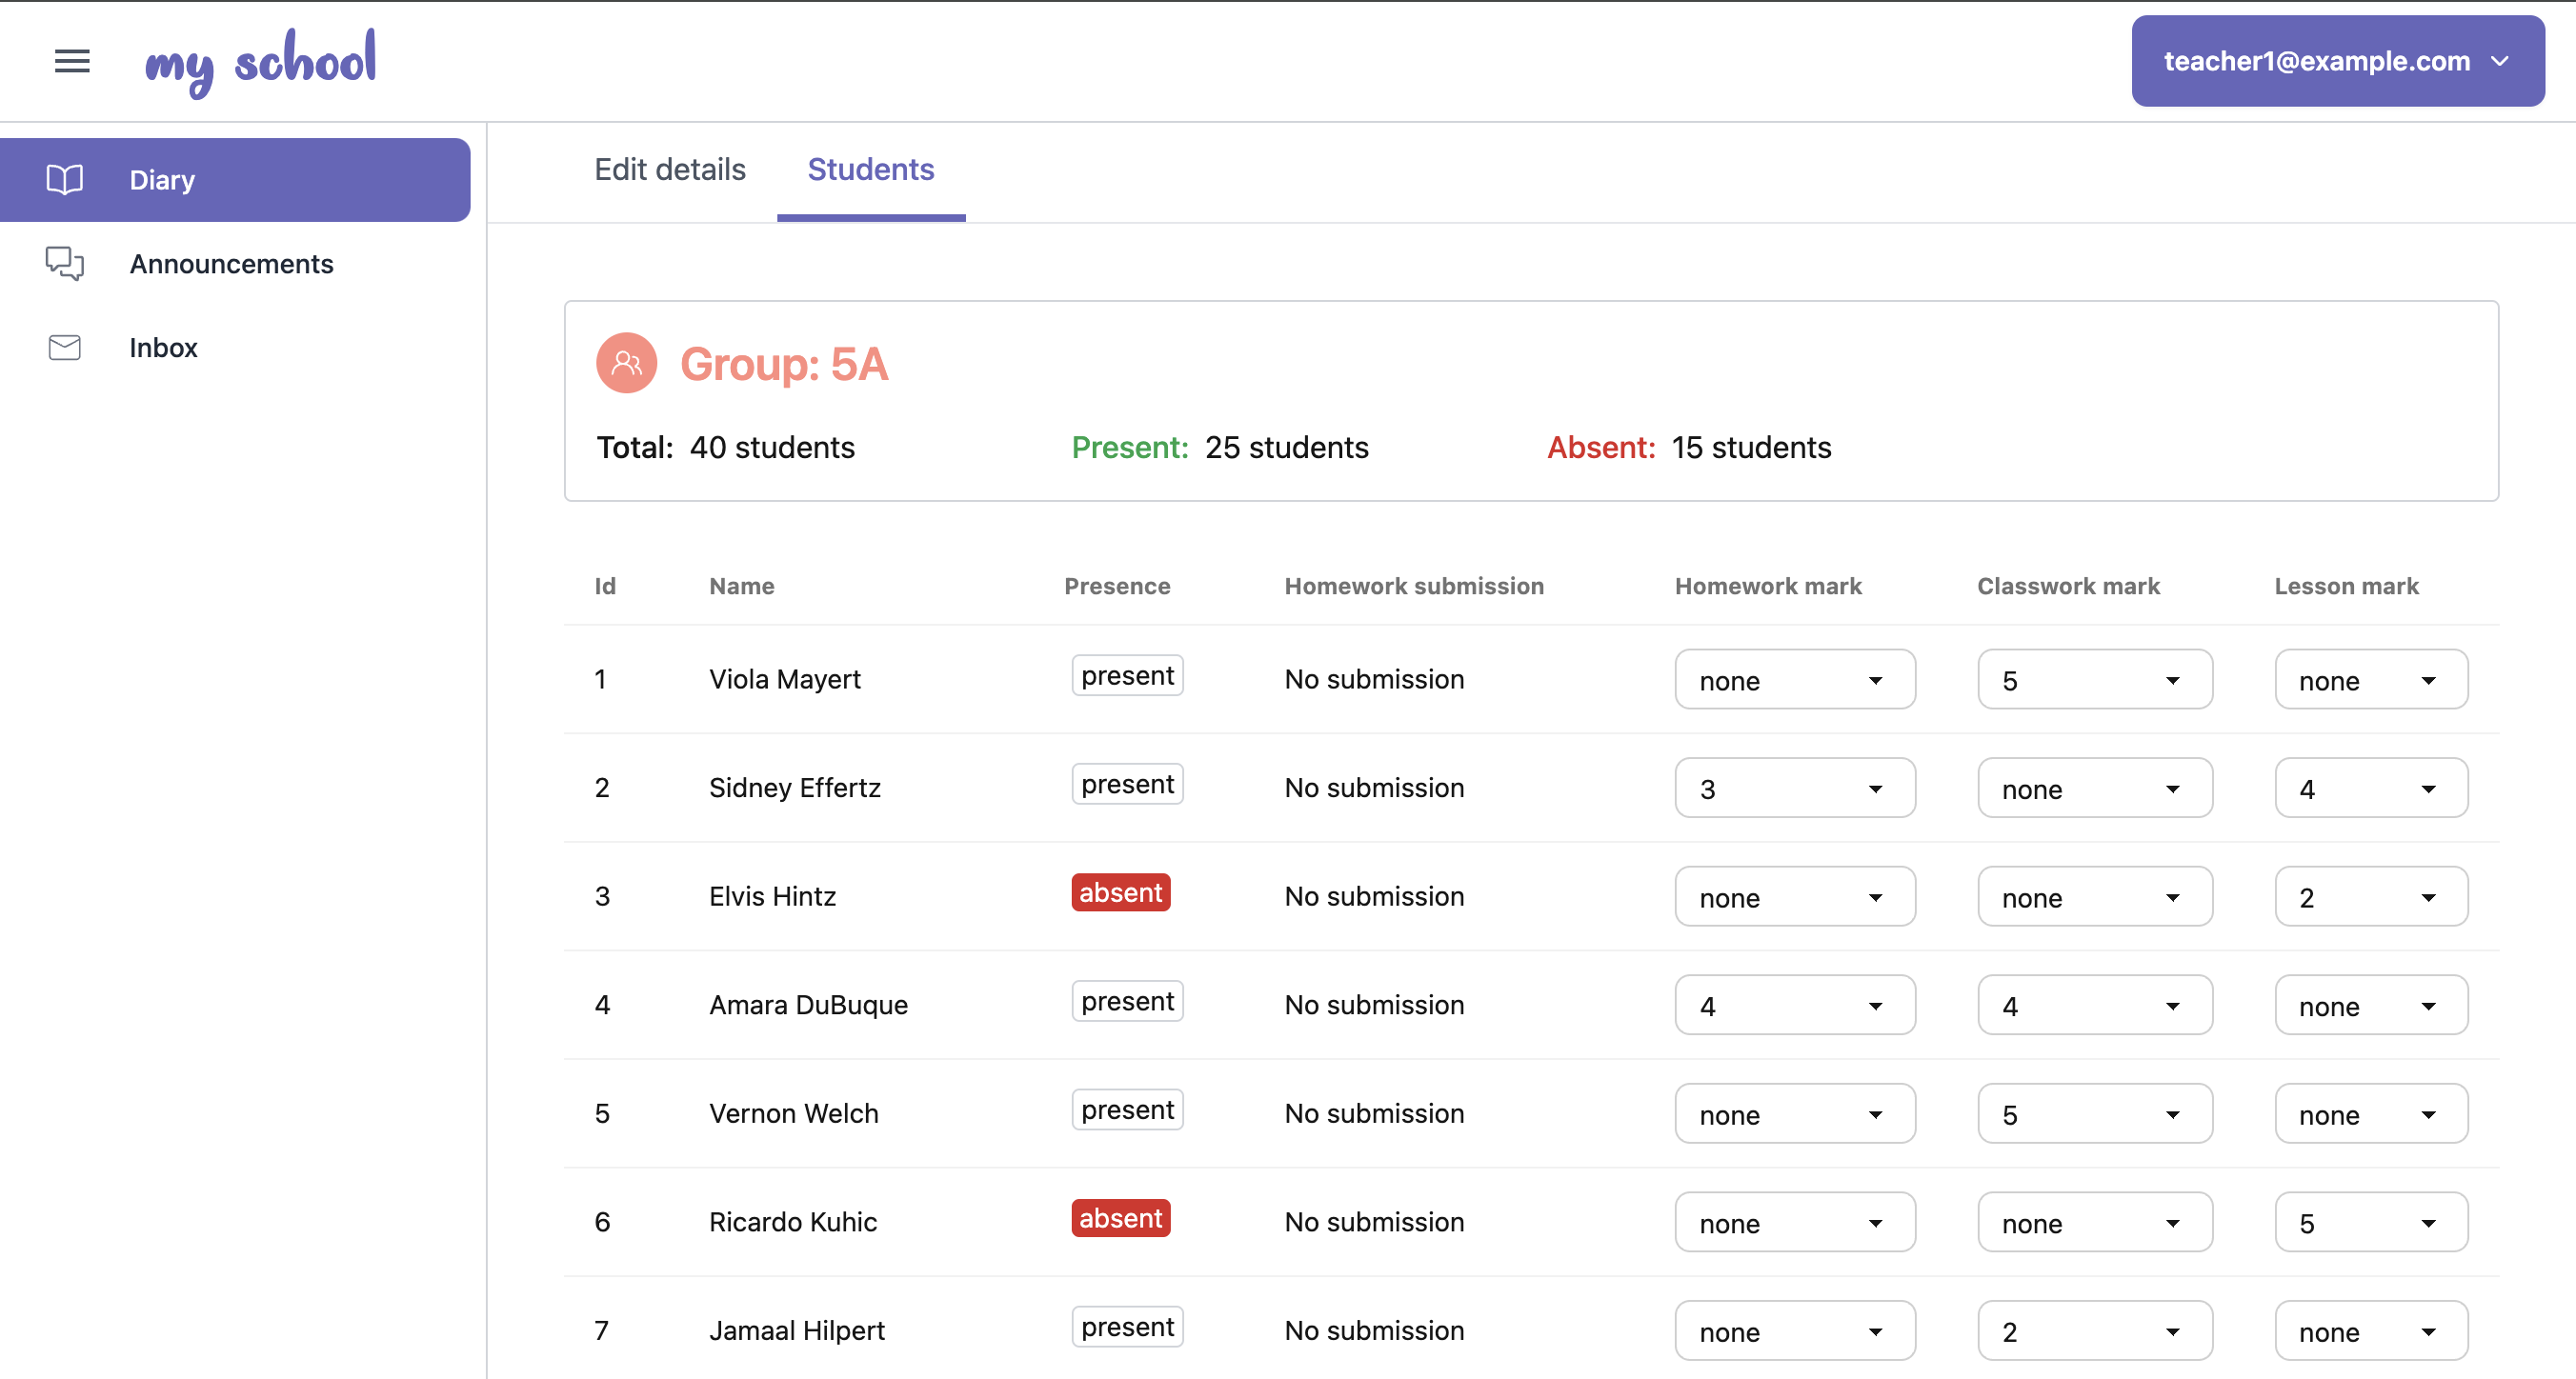 my school
teacher1@example.com
Diary
Announcements
Inbox
Edit details Students
Group: 5A
Total: 40 students Present: 25 students Absent: 15 students
Id Name Presence Homework submission Homework mark Classwork mark Lesson mark
1 Viola Mayert present No submission none 5 none
2 Sidney Effertz present No submission 3 none 4
3 Elvis Hintz absent No submission none none 2
4 Amara DuBuque present No submission 4 4 none
5 Vernon Welch present No submission none 5 none
6 Ricardo Kuhic absent No submission none none 5
7 Jamaal Hilpert present No submission none 2 none